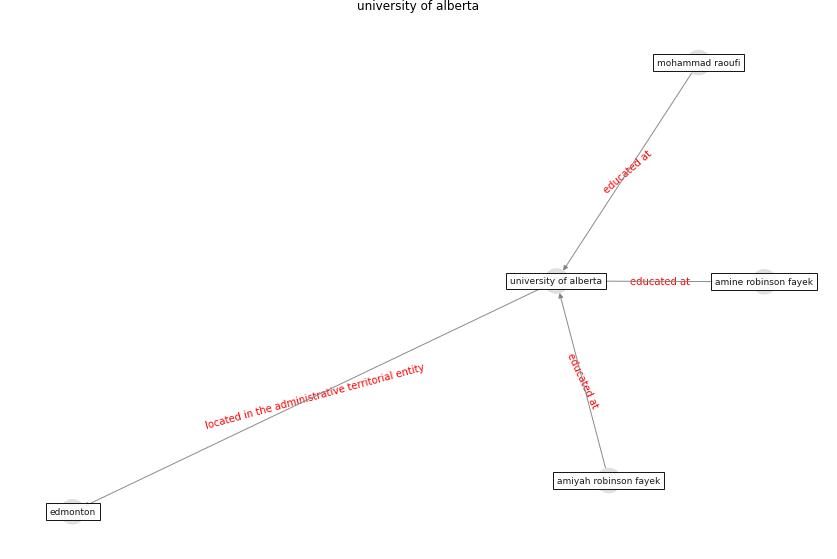 university of alberta
mohammad raoufi
educated at
university of alberta
educated at
amine robinson fayek
located in the administrative territorial entity
educated at
amiyah robinson fayek
edmonton